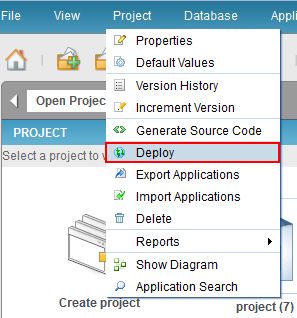 File View Project Database Applic
Properties
Default Values
Version History
Open Projec
Increment Version
PROJECT
Generate Source Code
Select a project to v
Deploy
Export Applications
Import Applications
Delete
Reports
Show Diagram
Application Search
Create project
project (7)